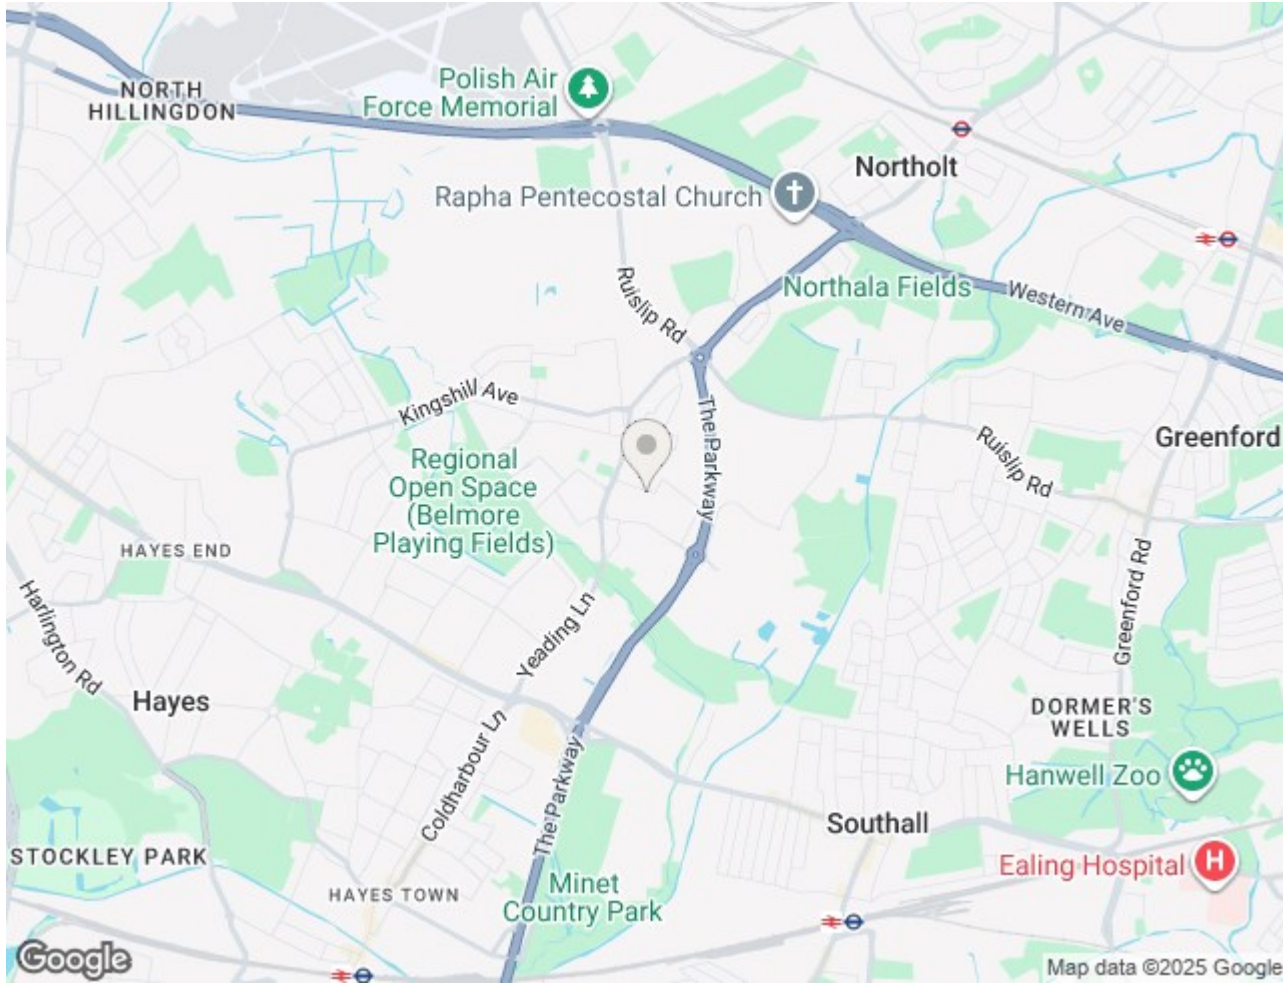 NORTH
HILLINGDON
Polish Air
Force Memorial
Northolt
Rapha Pentecostal Church
Ruislip Rd
Northala Fields
Western Ave
Kingshill Ave
The Parkway
Ruislip Rd
Greenford
Regional
Open Space
(Belmore
Playing Fields)
HAYES END
Harlington Rd
Yeading Ln
Greenford Rd
Hayes
DORMER'S
WELLS
Coldharbour Ln
The Parkway
Hanwell Zoo
Southall
STOCKLEY PARK
Ealing Hospital
H
HAYES TOWN
Minet
Country Park
Google
Map data ©2025 Google